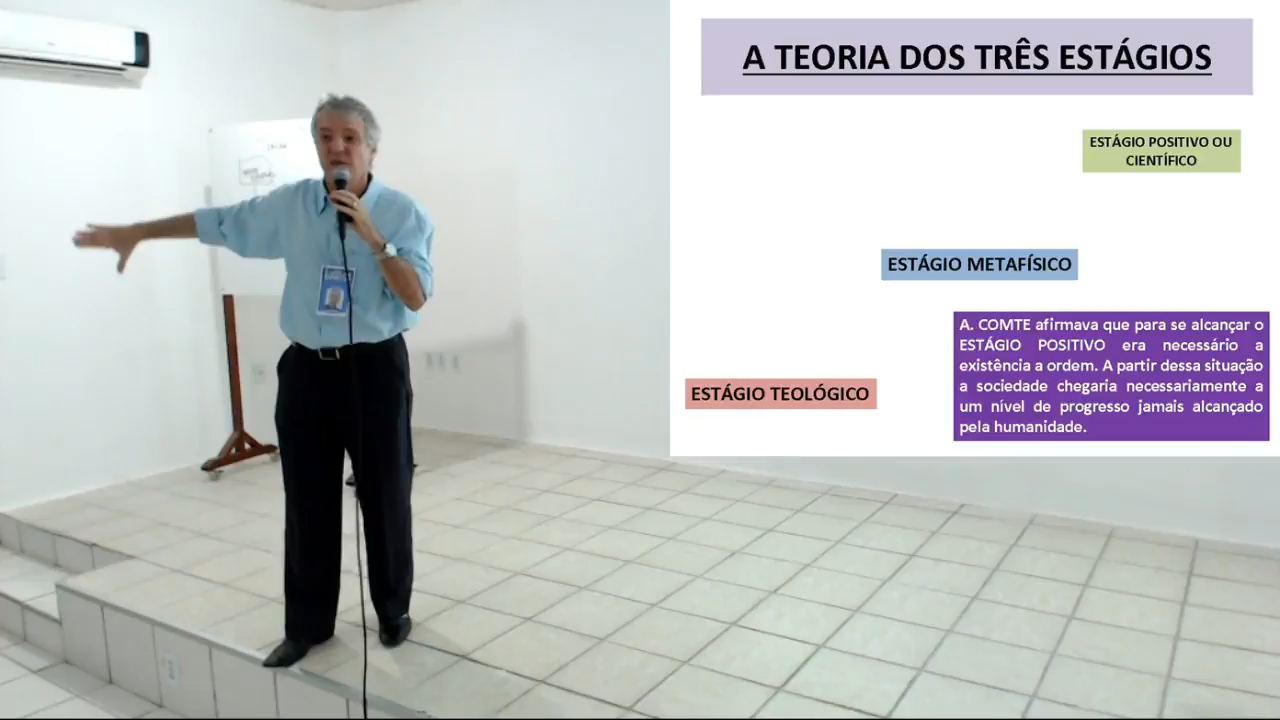 A TEORIA DOS TRÊS ESTÁGIOS
ESTÁGIO POSITIVO OU
CIENTÍFICO
ESTÁGIO METAFÍSICO
A. COMTE afirmava que para se alcançar o
ESTÁGIO POSITIVO era necessário a
existência a ordem. A partir dessa situação
a sociedade chegaria necessariamente a
um nível de progresso jamais alcançado
pela humanidade.
ESTÁGIO TEOLÓGICO